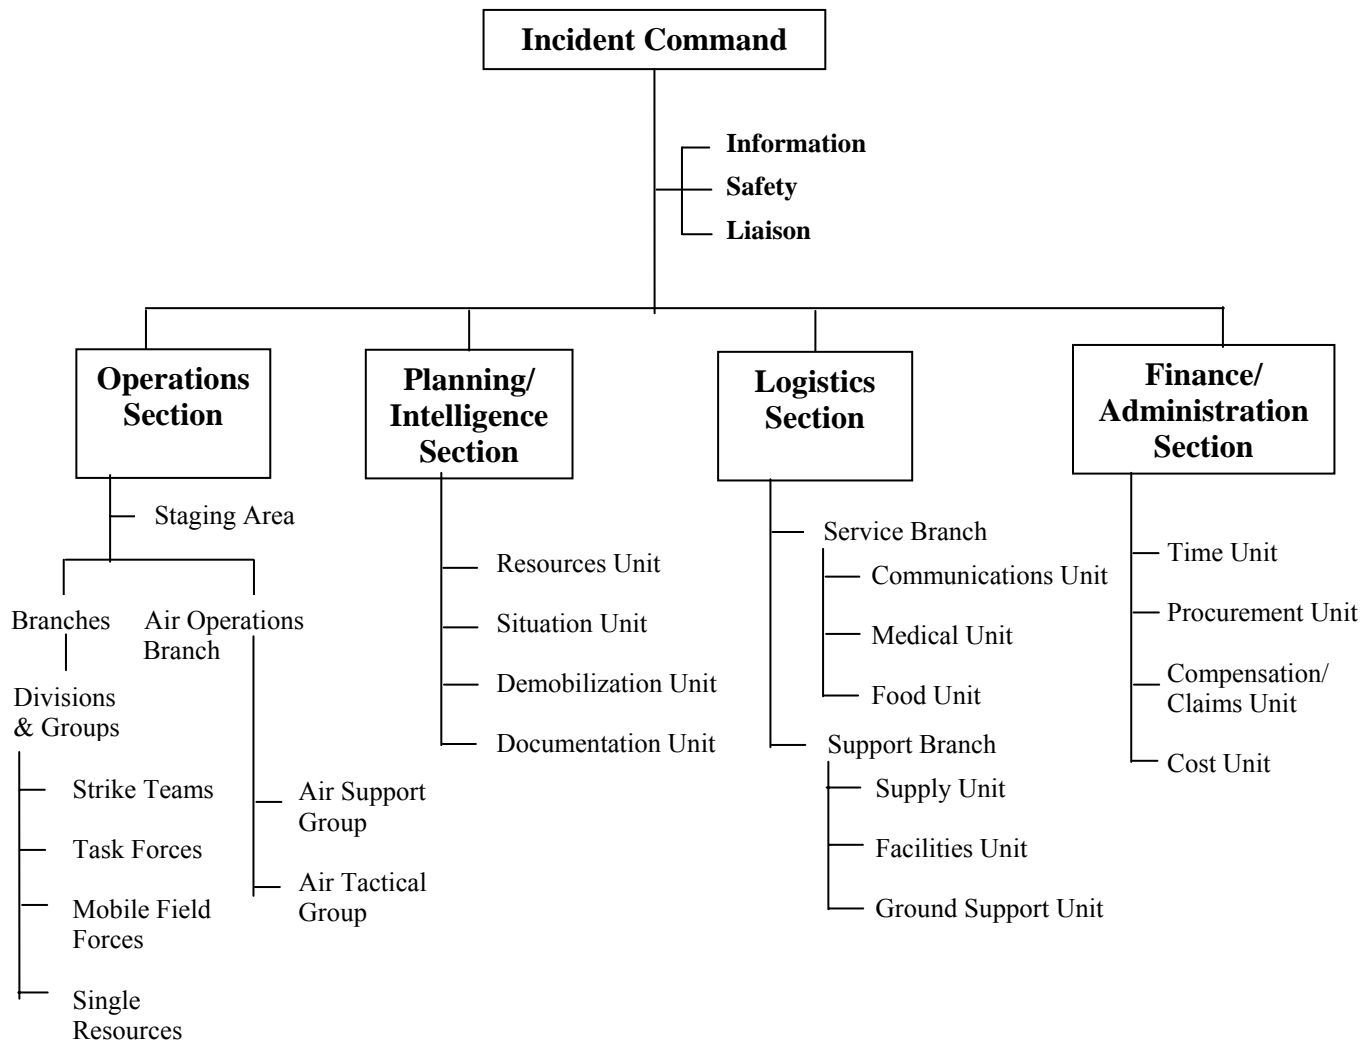 Incident Command
Information
Safety
Liaison
Operations
Section
Planning/
Intelligence
Section
Logistics
Section
Finance/
Administration
Section
Staging Area
Branches
Air Operations
Branch
Divisions
& Groups
Strike Teams
Task Forces
Mobile Field
Forces
Single
Resources
Air Support
Group
Air Tactical
Group
Resources Unit
Situation Unit
Demobilization Unit
Documentation Unit
Service Branch
Communications Unit
Medical Unit
Food Unit
Support Branch
Supply Unit
Facilities Unit
Ground Support Unit
Time Unit
Procurement Unit
Compensation/
Claims Unit
Cost Unit